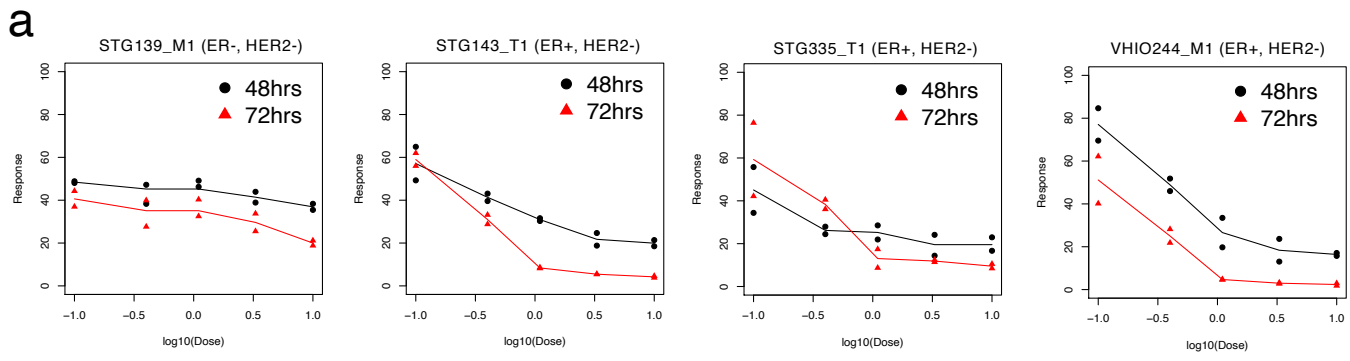 a
STG139_M1 (ER-, HER2-)
100
80
60
40
20
0
Response
48hrs
72hrs
−1.0
−0.5
0.0
0.5
1.0
log10(Dose)
STG143_T1 (ER+, HER2-)
100
80
60
40
20
0
Response
48hrs
72hrs
−1.0
−0.5
0.0
0.5
1.0
log10(Dose)
STG335_T1 (ER+, HER2-)
100
80
60
40
20
0
Response
48hrs
72hrs
−1.0
−0.5
0.0
0.5
1.0
log10(Dose)
VHIO244_M1 (ER+, HER2-)
100
80
60
40
20
0
Response
48hrs
72hrs
−1.0
−0.5
0.0
0.5
1.0
log10(Dose)